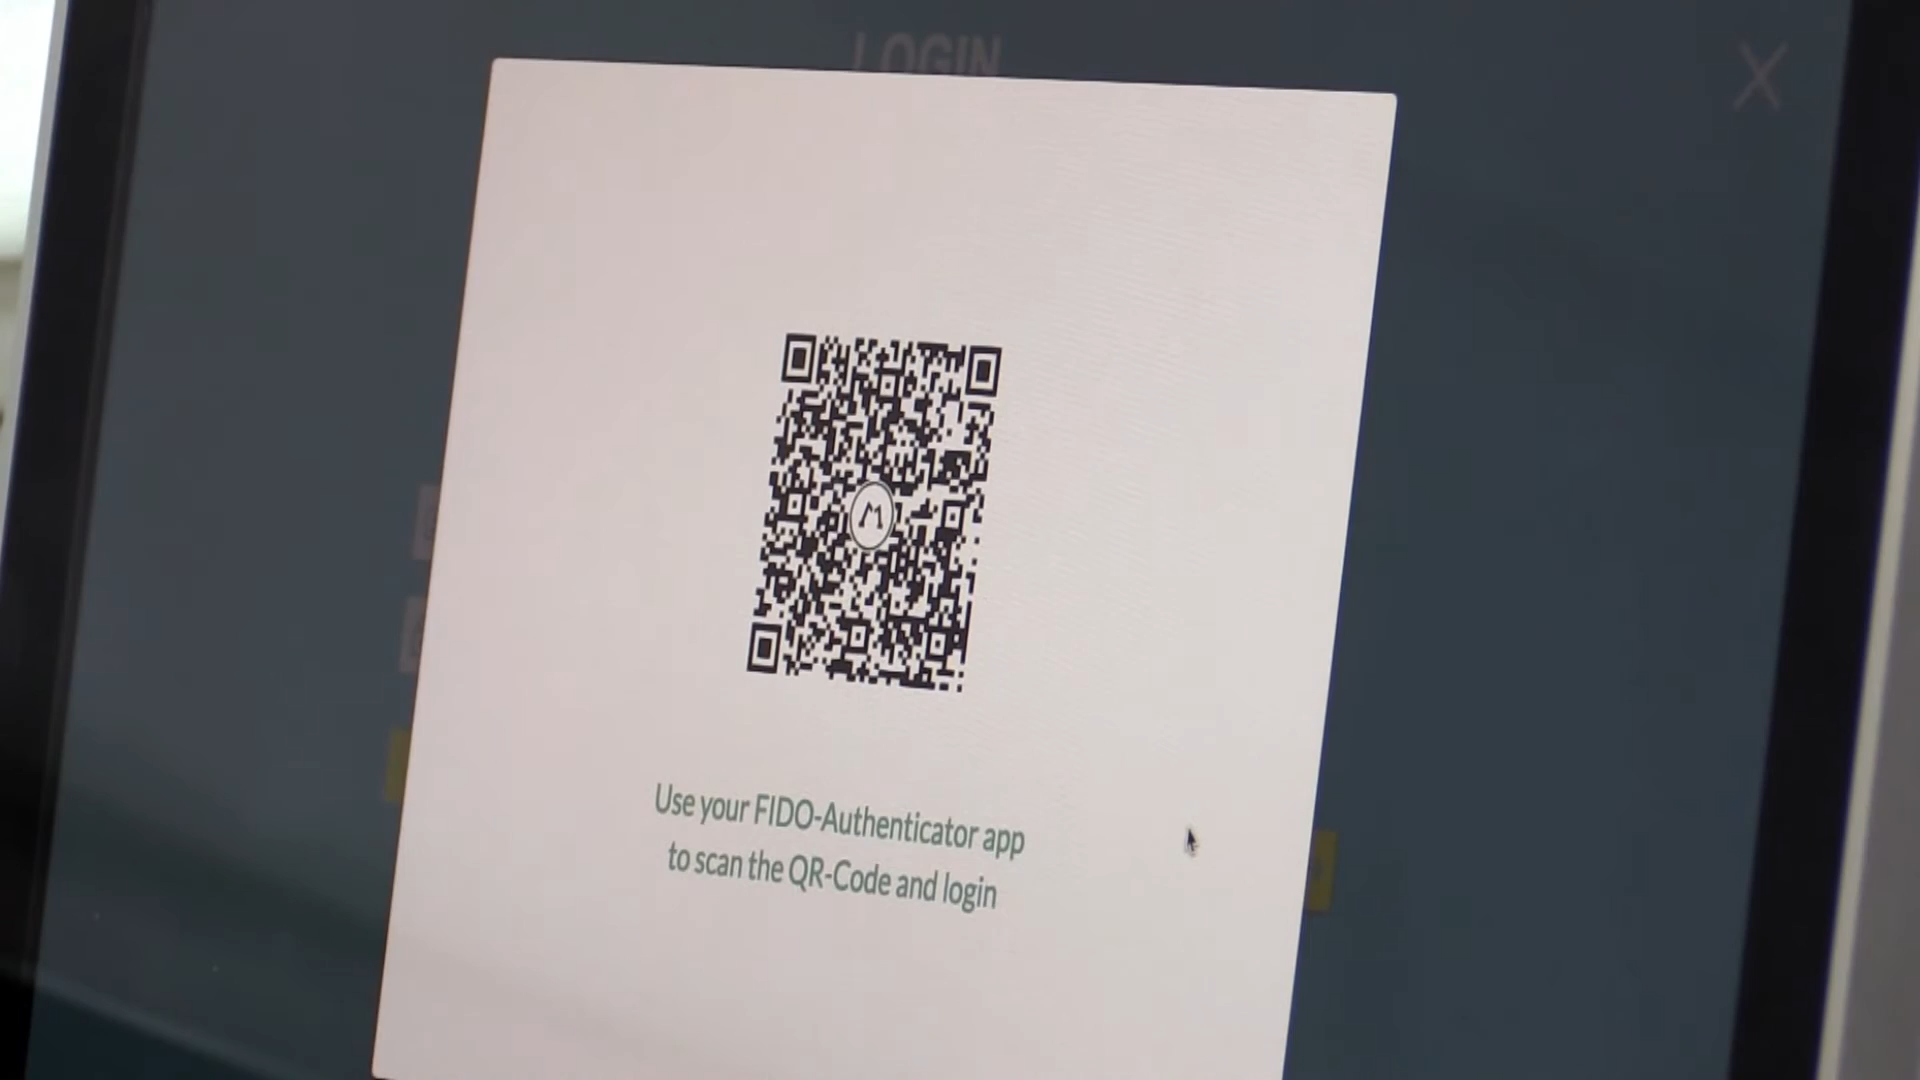 LOGIN
Use your FIDO-Authenticator app
to scan the QR-Code and login